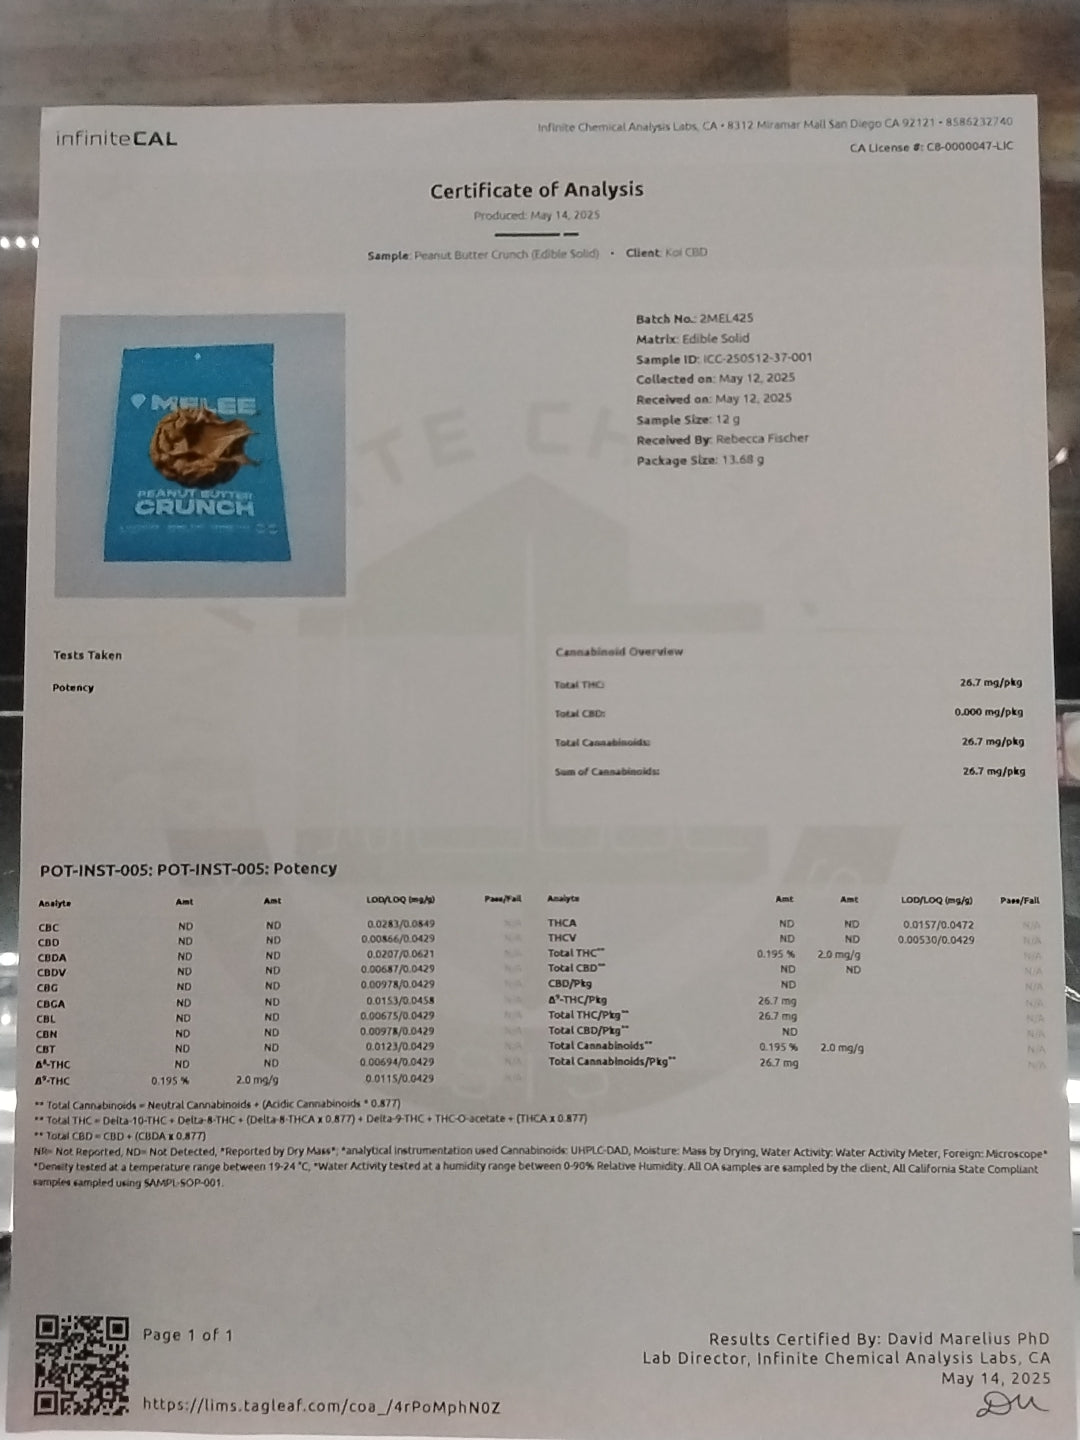 infiniteCAL
Infinite Chemical Analysis Labs, CA • 8312 Miramar Mall San Diego CA 92121 • 8586232740
CA License #: C8-0000047-LIC
Certificate of Analysis
Produced: May 14, 2025
Sample: Peanut Butter Crunch (Edible Solid) • Client: Koi CBD
MELEE
PEANUT BUTTER
CRUNCH
Batch No.: 2MEL425
Matrix: Edible Solid
Sample ID: ICC-250512-37-001
Collected on: May 12, 2025
Received on: May 12, 2025
Sample Size: 12 g
Received By: Rebecca Fischer
Package Size: 13.68 g
Tests Taken
Potency
Cannabinoid Overview
Total THC: 26.7 mg/pkg
Total CBD: 0.000 mg/pkg
Total Cannabinoids: 26.7 mg/pkg
Sum of Cannabinoids: 26.7 mg/pkg
POT-INST-005: POT-INST-005: Potency
Analyte Amt Amt LOD/LOQ (mg/g) Pass/Fail
CBC ND ND 0.0283/0.0849 N/A
CBD ND ND 0.00866/0.0429 N/A
CBDA ND ND 0.0207/0.0621 N/A
CBDV ND ND 0.00687/0.0429 N/A
CBG ND ND 0.00978/0.0429 N/A
CBGA ND ND 0.0153/0.0458 N/A
CBL ND ND 0.00675/0.0429 N/A
CBN ND ND 0.00978/0.0429 N/A
CBT ND ND 0.0123/0.0429 N/A
Δ⁸-THC ND ND 0.00694/0.0429 N/A
Δ⁹-THC 0.195 % 2.0 mg/g 0.0115/0.0429 N/A
Analyte Amt Amt LOD/LOQ (mg/g) Pass/Fail
THCA ND ND 0.0157/0.0472 N/A
THCV ND ND 0.00530/0.0429 N/A
Total THC** 0.195 % 2.0 mg/g N/A
Total CBD** ND ND N/A
CBD/Pkg ND N/A
Δ⁹-THC/Pkg 26.7 mg N/A
Total THC/Pkg** 26.7 mg N/A
Total CBD/Pkg** ND N/A
Total Cannabinoids** 0.195 % 2.0 mg/g N/A
Total Cannabinoids/Pkg** 26.7 mg N/A
** Total Cannabinoids = Neutral Cannabinoids + (Acidic Cannabinoids * 0.877)
** Total THC = Delta-10-THC + Delta-8-THC + (Delta-8-THCA x 0.877) + Delta-9-THC + THC-O-acetate + (THCA x 0.877)
** Total CBD = CBD + (CBDA x 0.877)
NR= Not Reported, ND= Not Detected, *Reported by Dry Mass*; *analytical instrumentation used Cannabinoids: UHPLC-DAD, Moisture: Mass by Drying, Water Activity: Water Activity Meter, Foreign: Microscope*
*Density tested at a temperature range between 19-24 °C, *Water Activity tested at a humidity range between 0-90% Relative Humidity. All OA samples are sampled by the client, All California State Compliant
samples sampled using SAMPL-SOP-001.
Page 1 of 1
https://lims.tagleaf.com/coa_/4rPoMphN0Z
Results Certified By: David Marelius PhD
Lab Director, Infinite Chemical Analysis Labs, CA
May 14, 2025